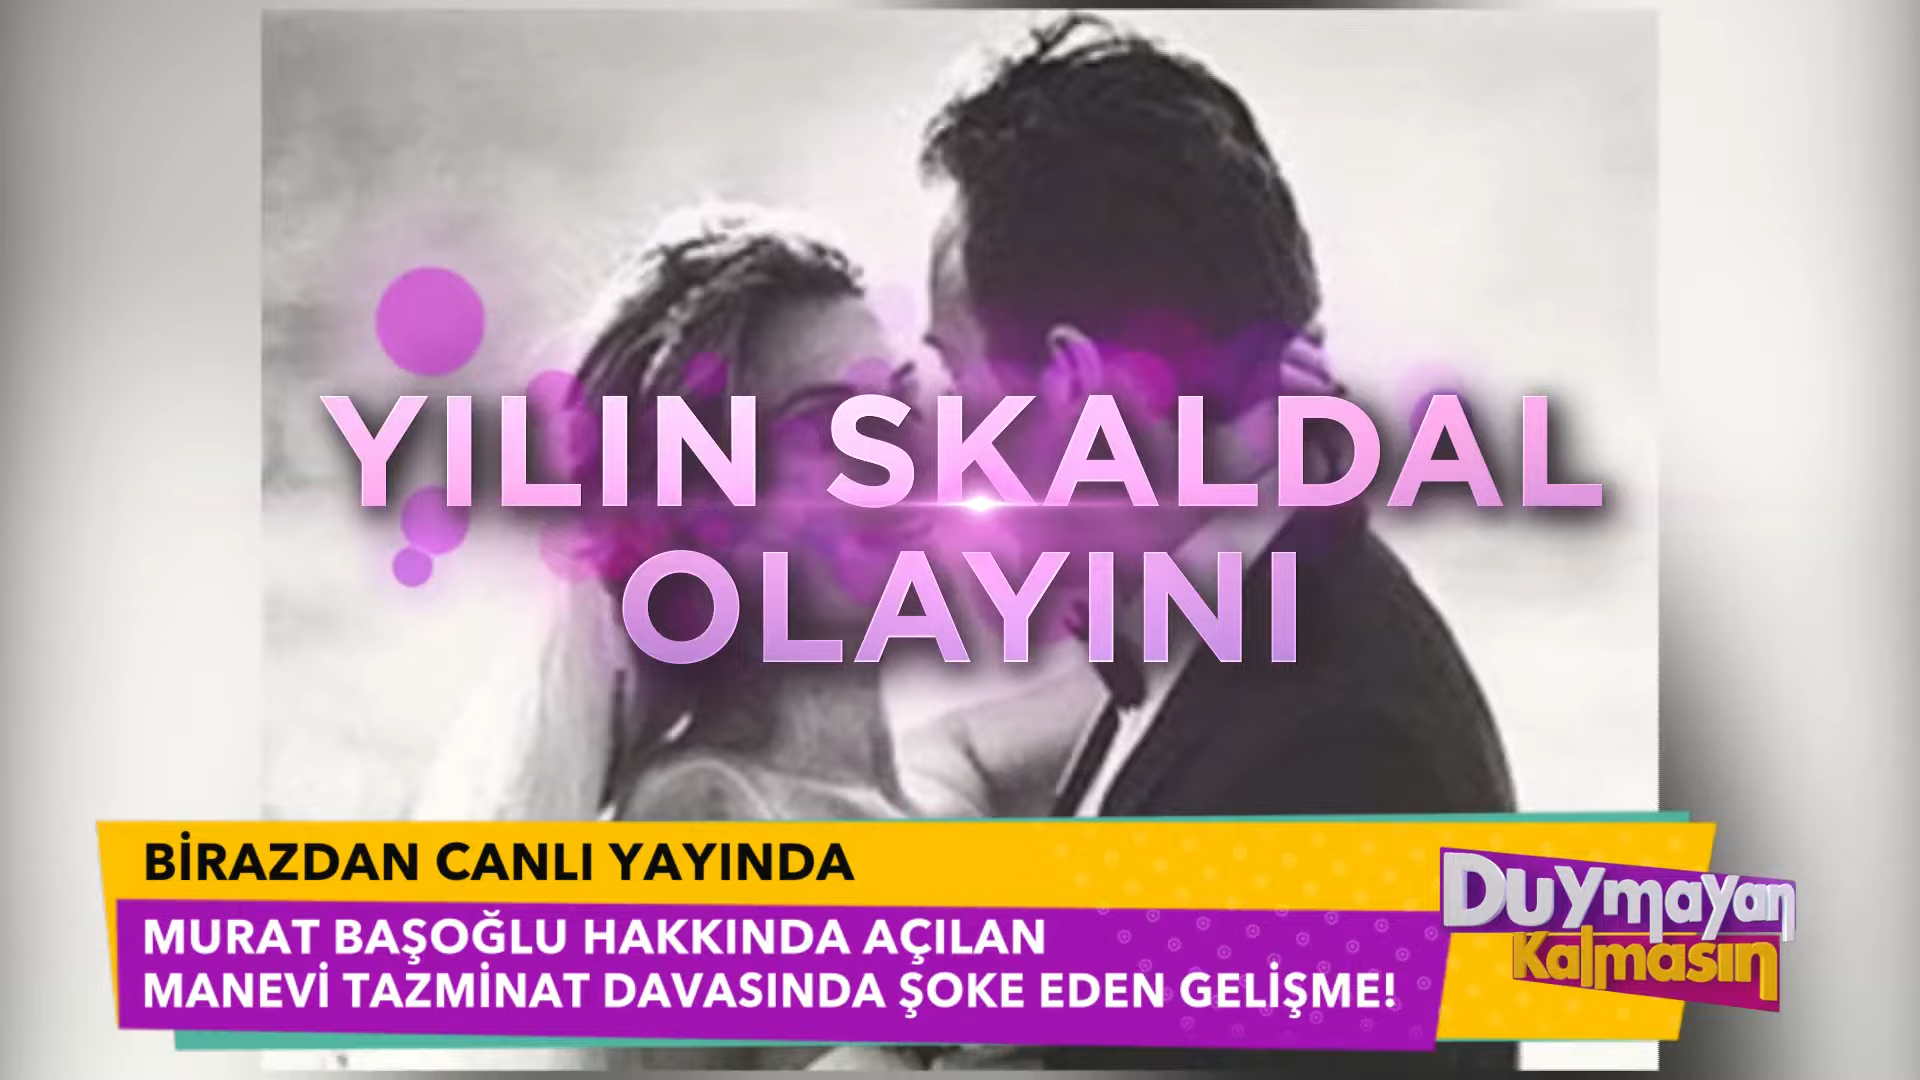 YILIN SKALDAL
OLAYINI
BİRAZDAN CANLI YAYINDA
MURAT BAŞOĞLU HAKKINDA AÇILAN
MANEVİ TAZMİNAT DAVASINDA ŞOKE EDEN GELİŞME!
Duymayan
Kalmasın